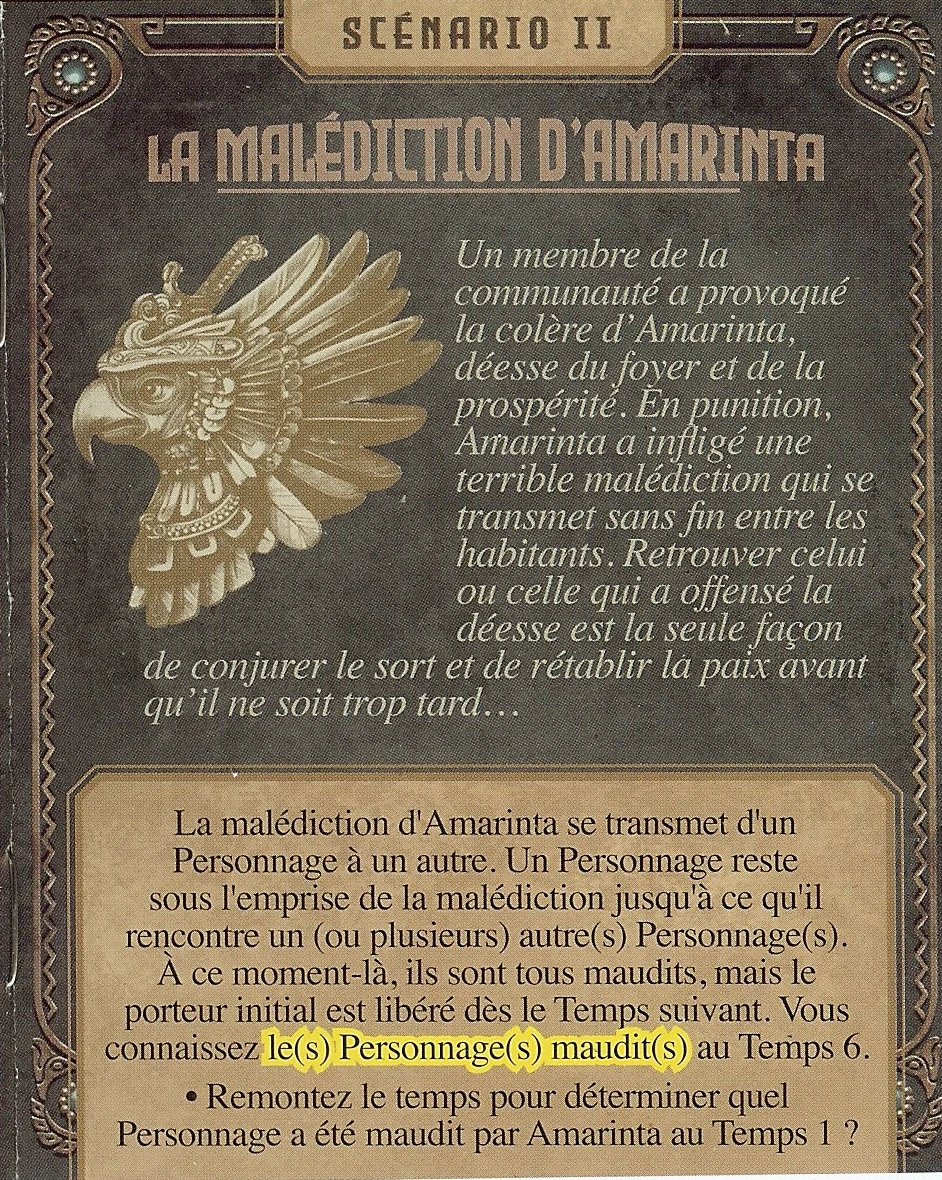 SCÉNARIO II
LA MALÉDICTION D'AMARINTA
Un membre de la
communauté a provoqué
la colère d'Amarinta,
déesse du foyer et de la
prospérité. En punition,
Amarinta a infligé une
terrible malédiction qui se
transmet sans fin entre les
habitants. Retrouver celui
ou celle qui a offensé la
déesse est la seule façon
de conjurer le sort et de rétablir la paix avant
qu'il ne soit trop tard...
La malédiction d'Amarinta se transmet d'un
Personnage à un autre. Un Personnage reste
sous l'emprise de la malédiction jusqu'à ce qu'il
rencontre un (ou plusieurs) autre(s) Personnage(s).
À ce moment-là, ils sont tous maudits, mais le
porteur initial est libéré dès le Temps suivant. Vous
connaissez le(s) Personnage(s) maudit(s) au Temps 6.
• Remontez le temps pour déterminer quel
Personnage a été maudit par Amarinta au Temps 1 ?